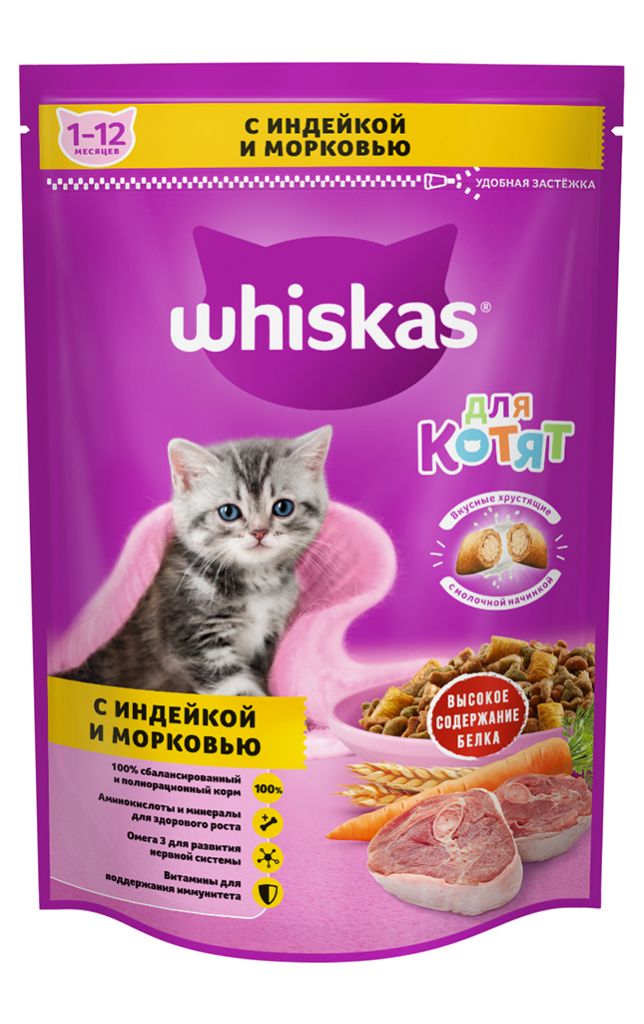 1-12
МЕСЯЦЕВ
С ИНДЕЙКОЙ
И МОРКОВЬЮ
УДОБНАЯ ЗАСТЁЖКА
whiskas®
для
КОТЯТ
Вкусные хрустящие
с молочной начинкой
ВЫСОКОЕ
СОДЕРЖАНИЕ
БЕЛКА
С ИНДЕЙКОЙ
И МОРКОВЬЮ
100% сбалансированный
и полнорационный корм
100%
Аминокислоты и минералы
для здорового роста
Омега 3 для развития
нервной системы
Витамины для
поддержания иммунитета